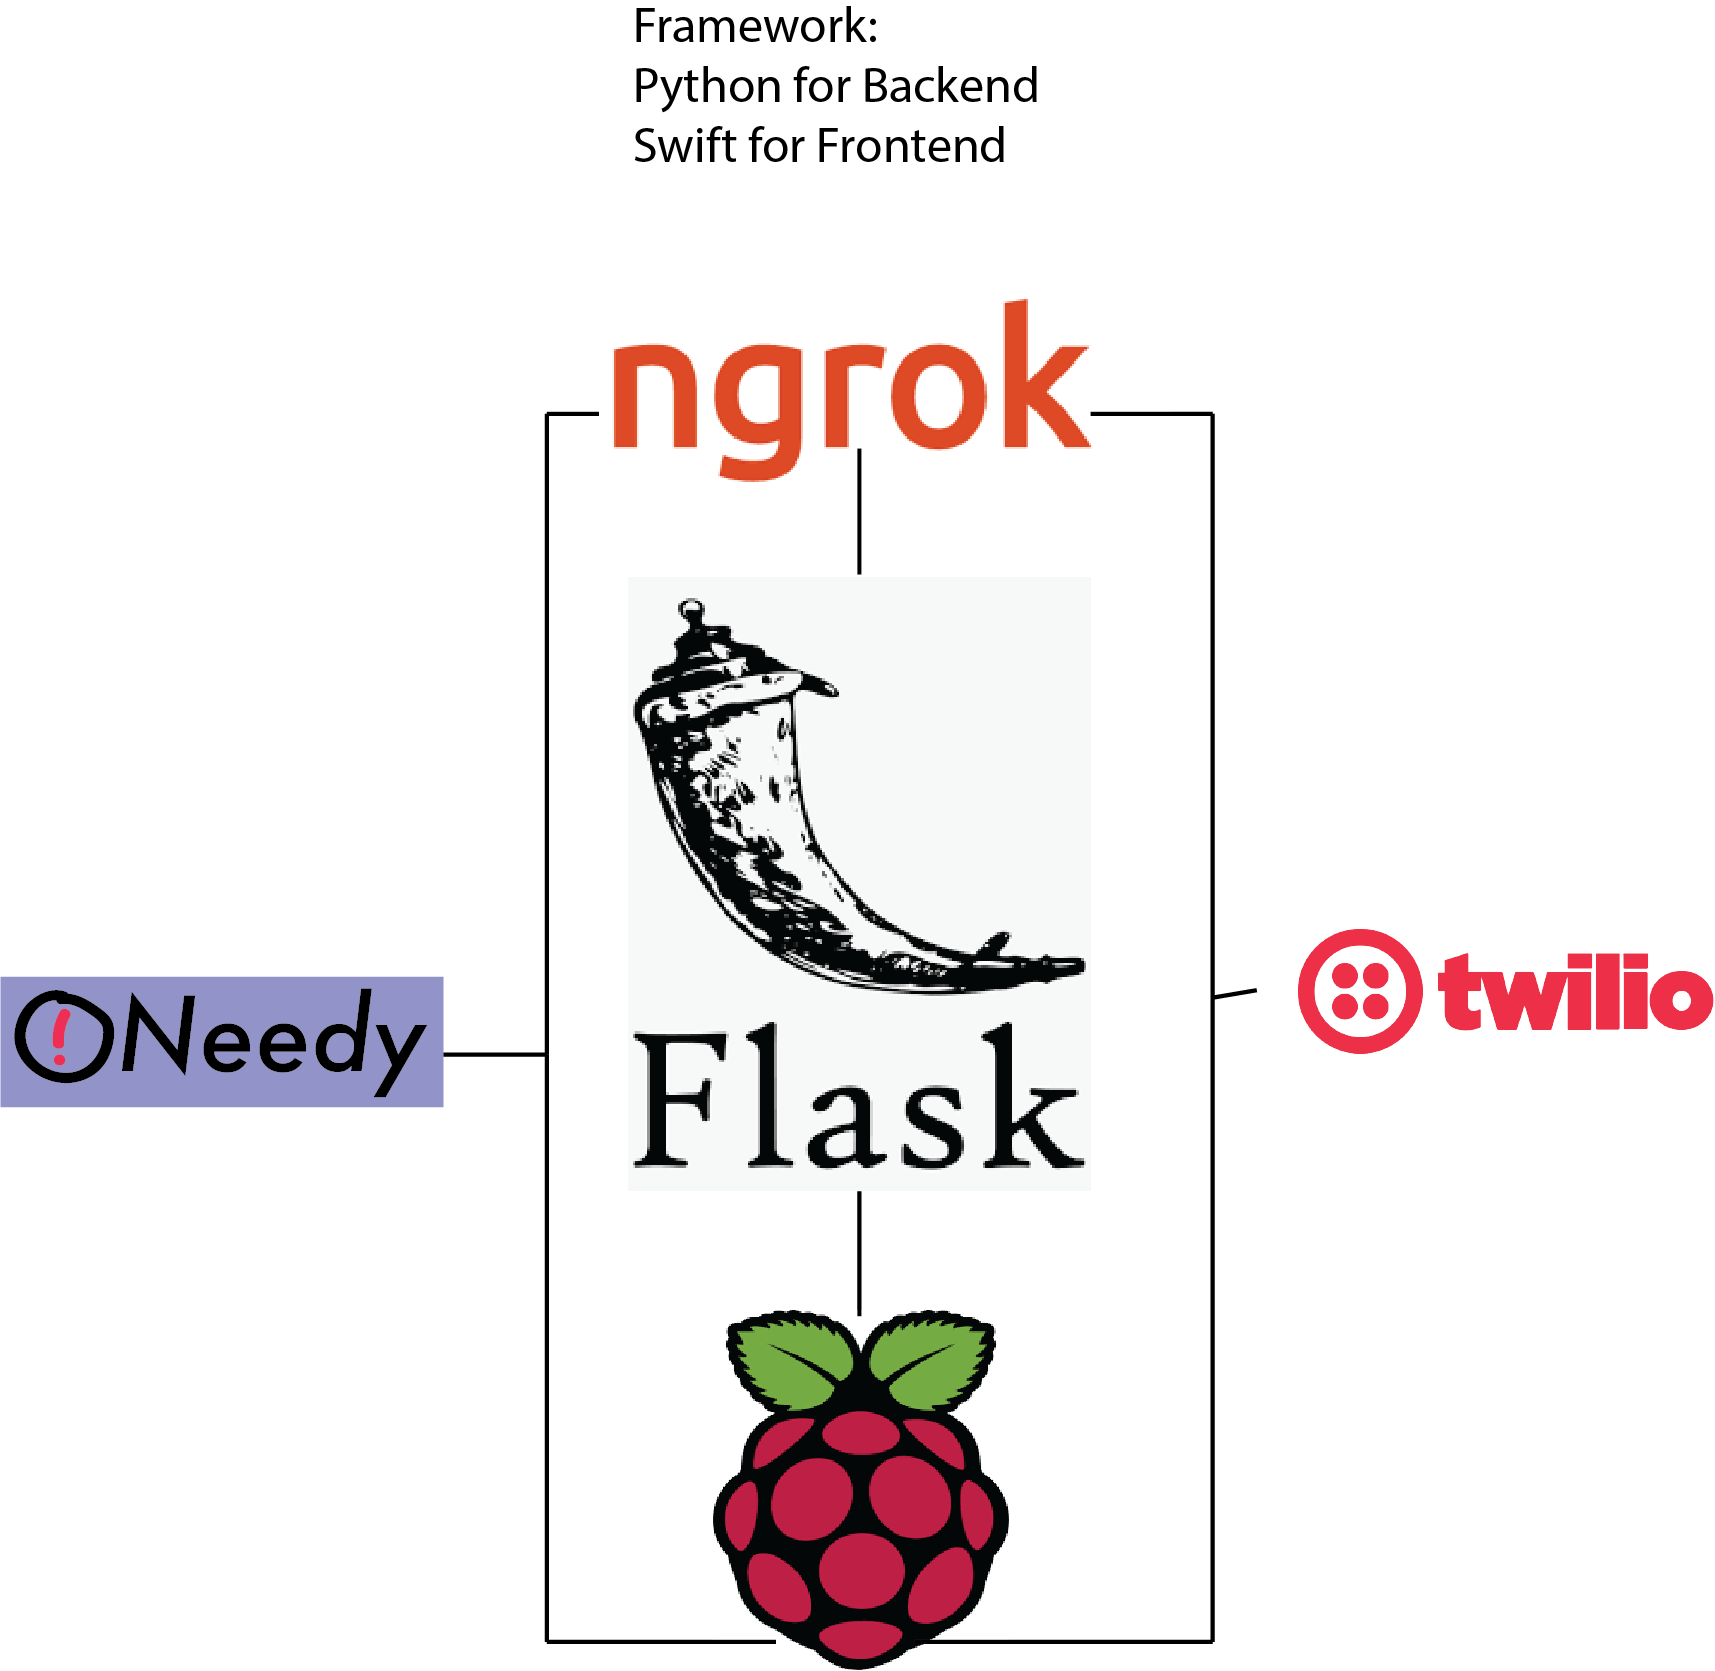 Framework:
Python for Backend
Swift for Frontend
ngrok
Flask
! Needy
twilio